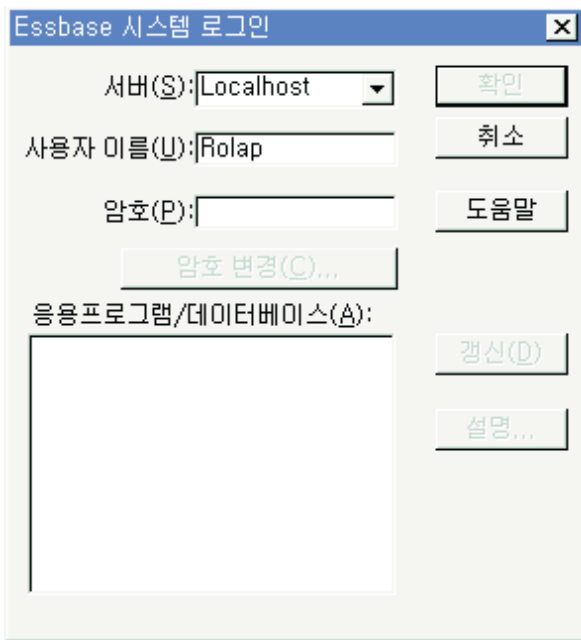 Essbase 시스템 로그인
서버(S): Localhost
확인
사용자 이름(U): Rolap
취소
암호(P):
도움말
암호 변경(C)...
응용프로그램/데이터베이스(A):
갱신(D)
설명...